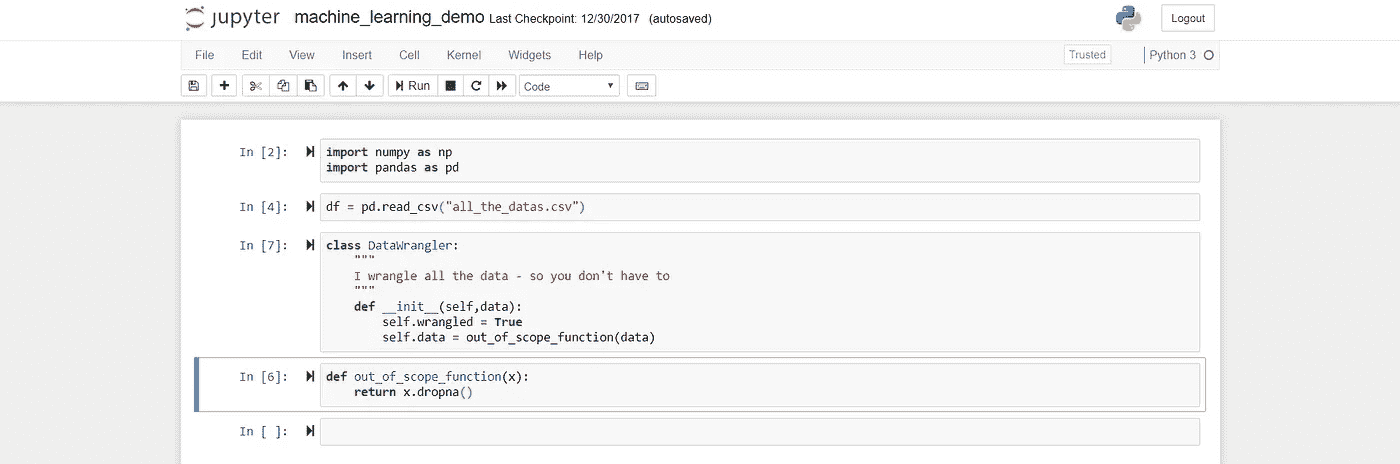 jupyter machine_learning_demo Last Checkpoint: 12/30/2017 (autosaved)
Logout
File Edit View Insert Cell Kernel Widgets Help
Trusted
Python 3
Run
Code
In [2]:
import numpy as np
import pandas as pd
In [4]:
df = pd.read_csv("all_the_datas.csv")
In [7]:
class DataWrangler:
    """
    I wrangle all the data - so you don't have to
    """
    def __init__(self,data):
        self.wrangled = True
        self.data = out_of_scope_function(data)
In [6]:
def out_of_scope_function(x):
    return x.dropna()
In [ ]: